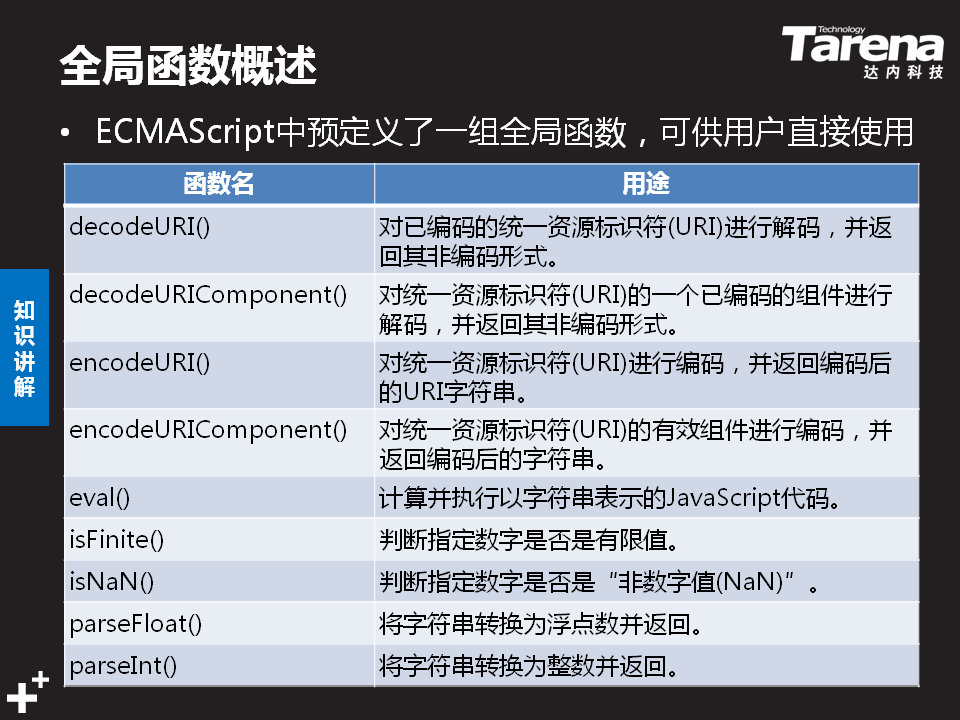 全局函数概述
Technology
Tarena
达内科技
• ECMAScript中预定义了一组全局函数，可供用户直接使用
函数名 用途
decodeURI() 对已编码的统一资源标识符(URI)进行解码，并返
回其非编码形式。
decodeURIComponent() 对统一资源标识符(URI)的一个已编码的组件进行
解码，并返回其非编码形式。
encodeURI() 对统一资源标识符(URI)进行编码，并返回编码后
的URI字符串。
encodeURIComponent() 对统一资源标识符(URI)的有效组件进行编码，并
返回编码后的字符串。
eval() 计算并执行以字符串表示的JavaScript代码。
isFinite() 判断指定数字是否是有限值。
isNaN() 判断指定数字是否是“非数字值(NaN)”。
parseFloat() 将字符串转换为浮点数并返回。
parseInt() 将字符串转换为整数并返回。
知
识
讲
解